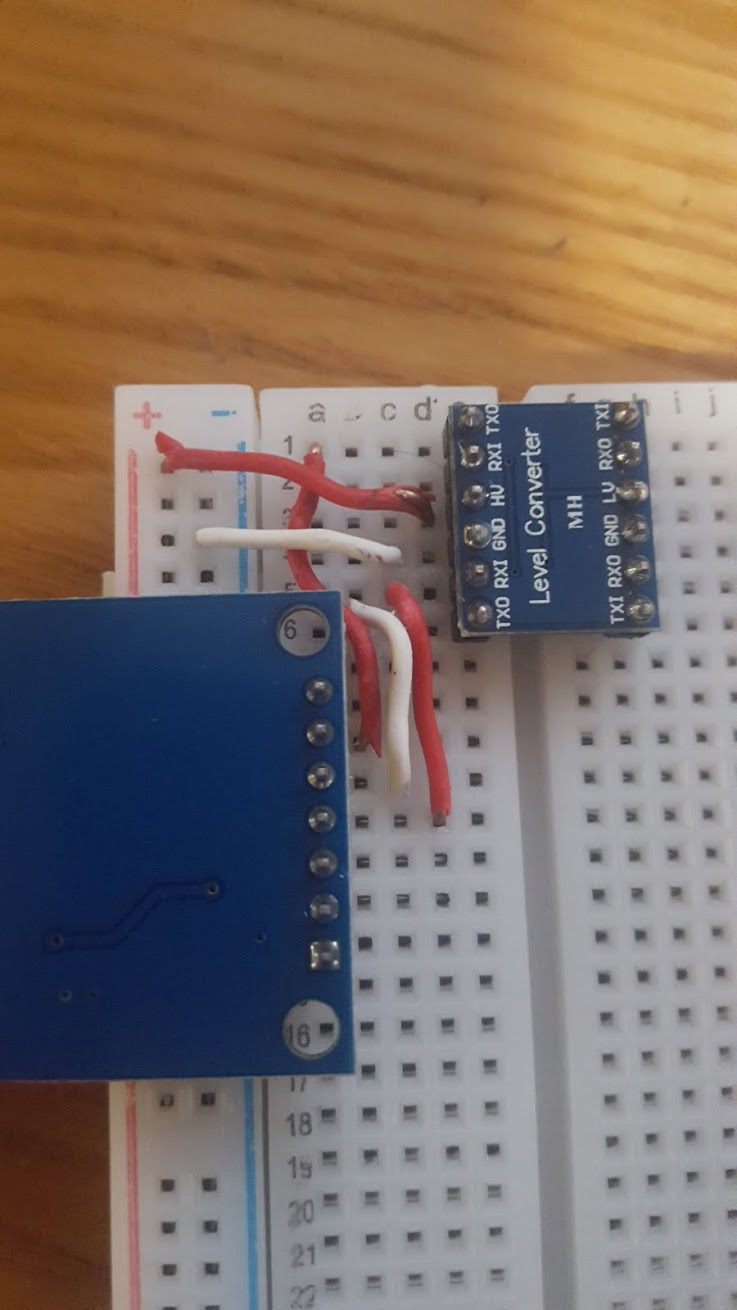 + -
a c d i j
1
2
5
TXO RXI GND HV RXI TXO
Level Converter
MH
TXI RXO GND LV RXO TXI
6
16
17
18
19
20
21
22